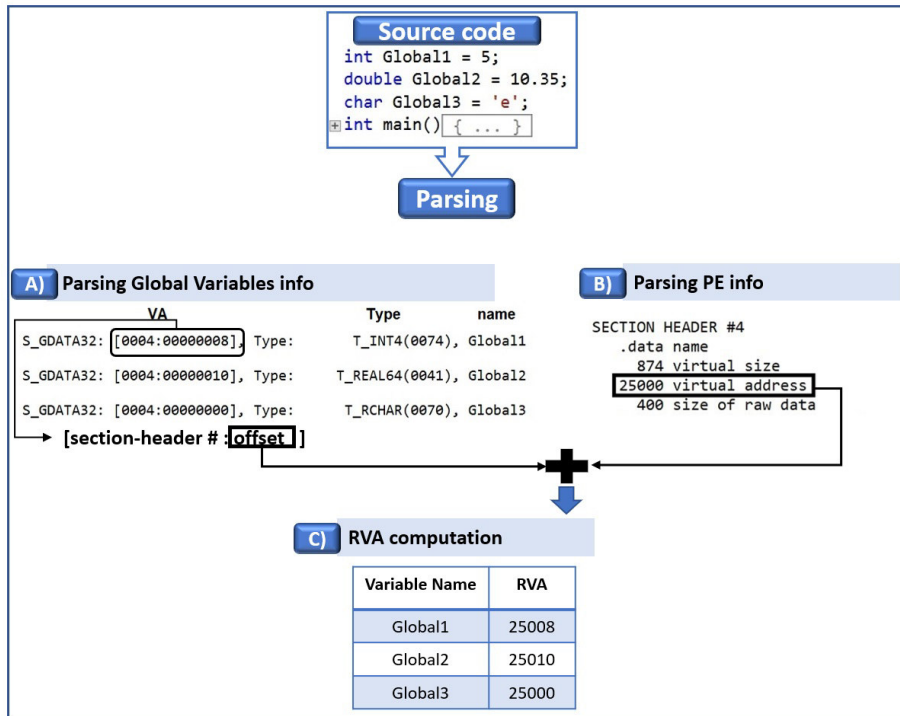 Source code
int Global1 = 5;
double Global2 = 10.35;
char Global3 = 'e';
int main() { ... }
Parsing
A) Parsing Global Variables info
VA Type name
S_GDATA32: [0004:00000008], Type: T_INT4(0074), Global1
S_GDATA32: [0004:00000010], Type: T_REAL64(0041), Global2
S_GDATA32: [0004:00000000], Type: T_RCHAR(0070), Global3
[section-header # : offset ]
B) Parsing PE info
SECTION HEADER #4
.data name
874 virtual size
25000 virtual address
400 size of raw data
C) RVA computation
Variable Name RVA
Global1 25008
Global2 25010
Global3 25000